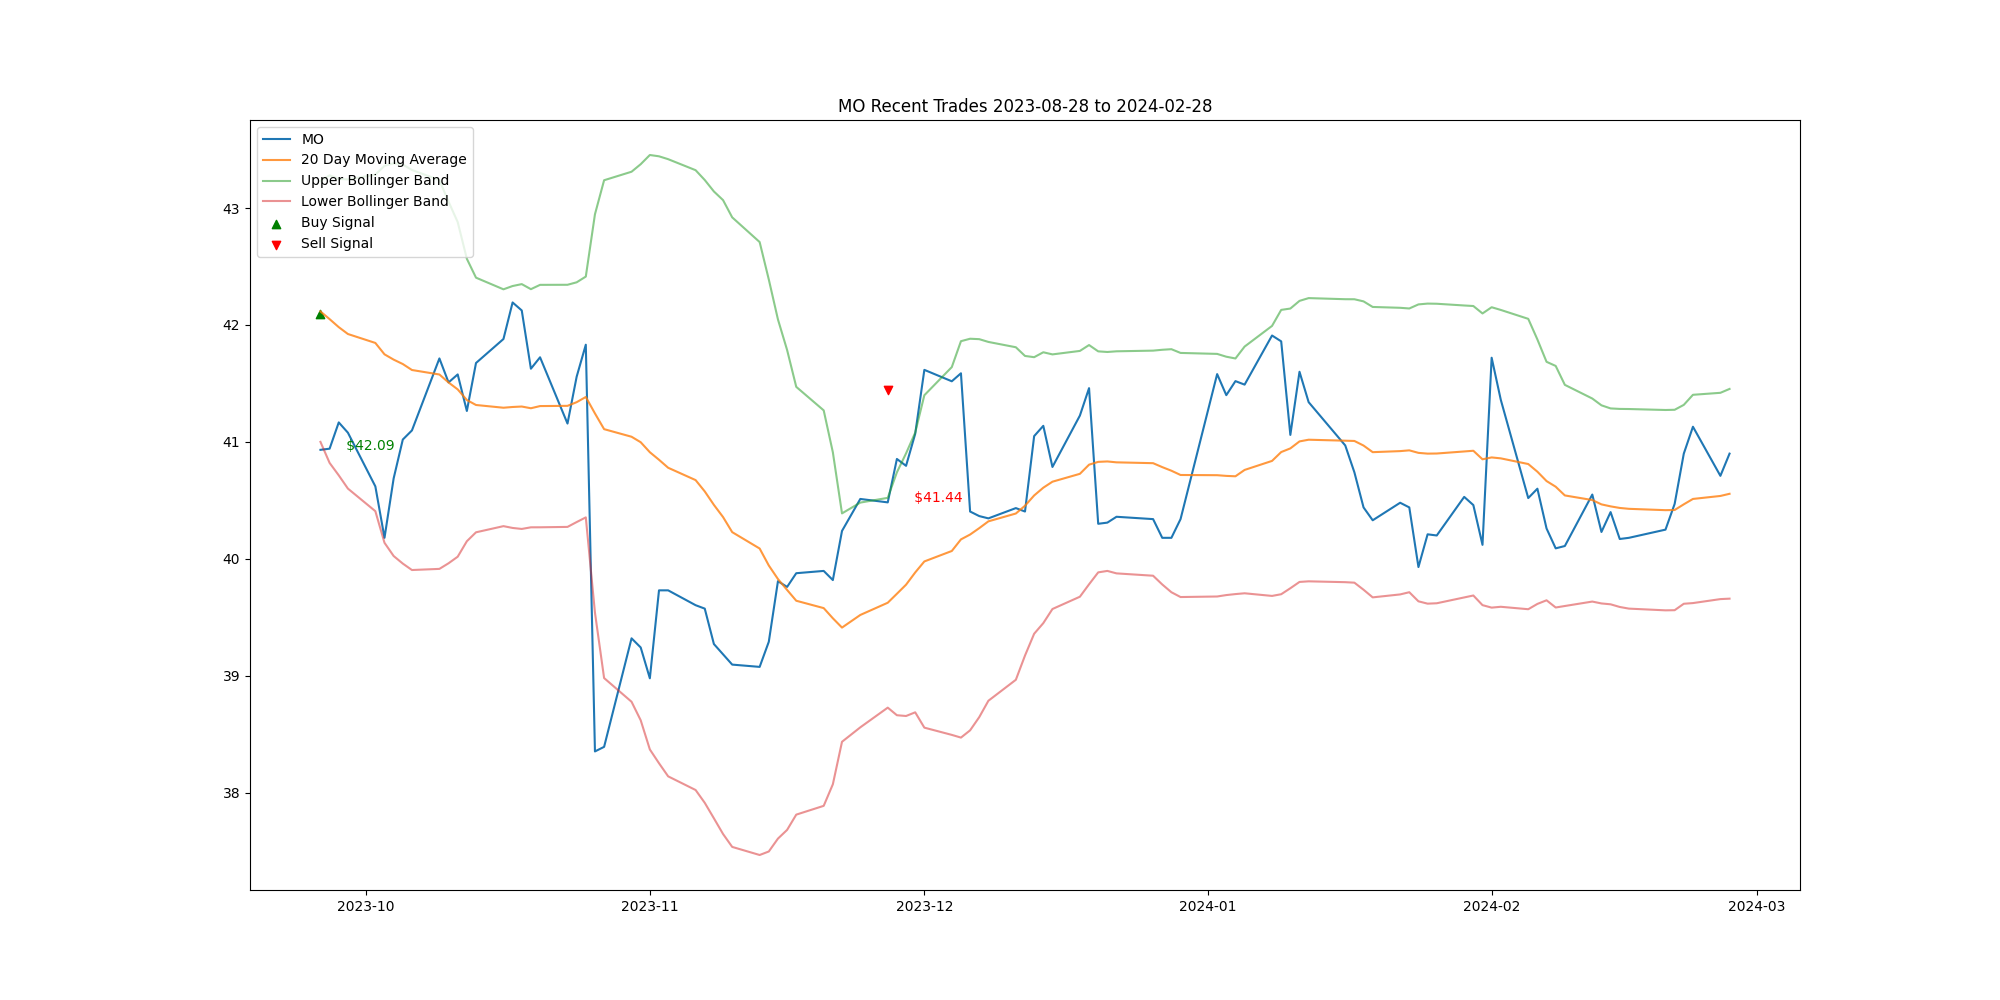 MO Recent Trades 2023-08-28 to 2024-02-28
MO
20 Day Moving Average
Upper Bollinger Band
Lower Bollinger Band
Buy Signal
Sell Signal
43
42
41
40
39
38
$42.09
$41.44
2023-10
2023-11
2023-12
2024-01
2024-02
2024-03